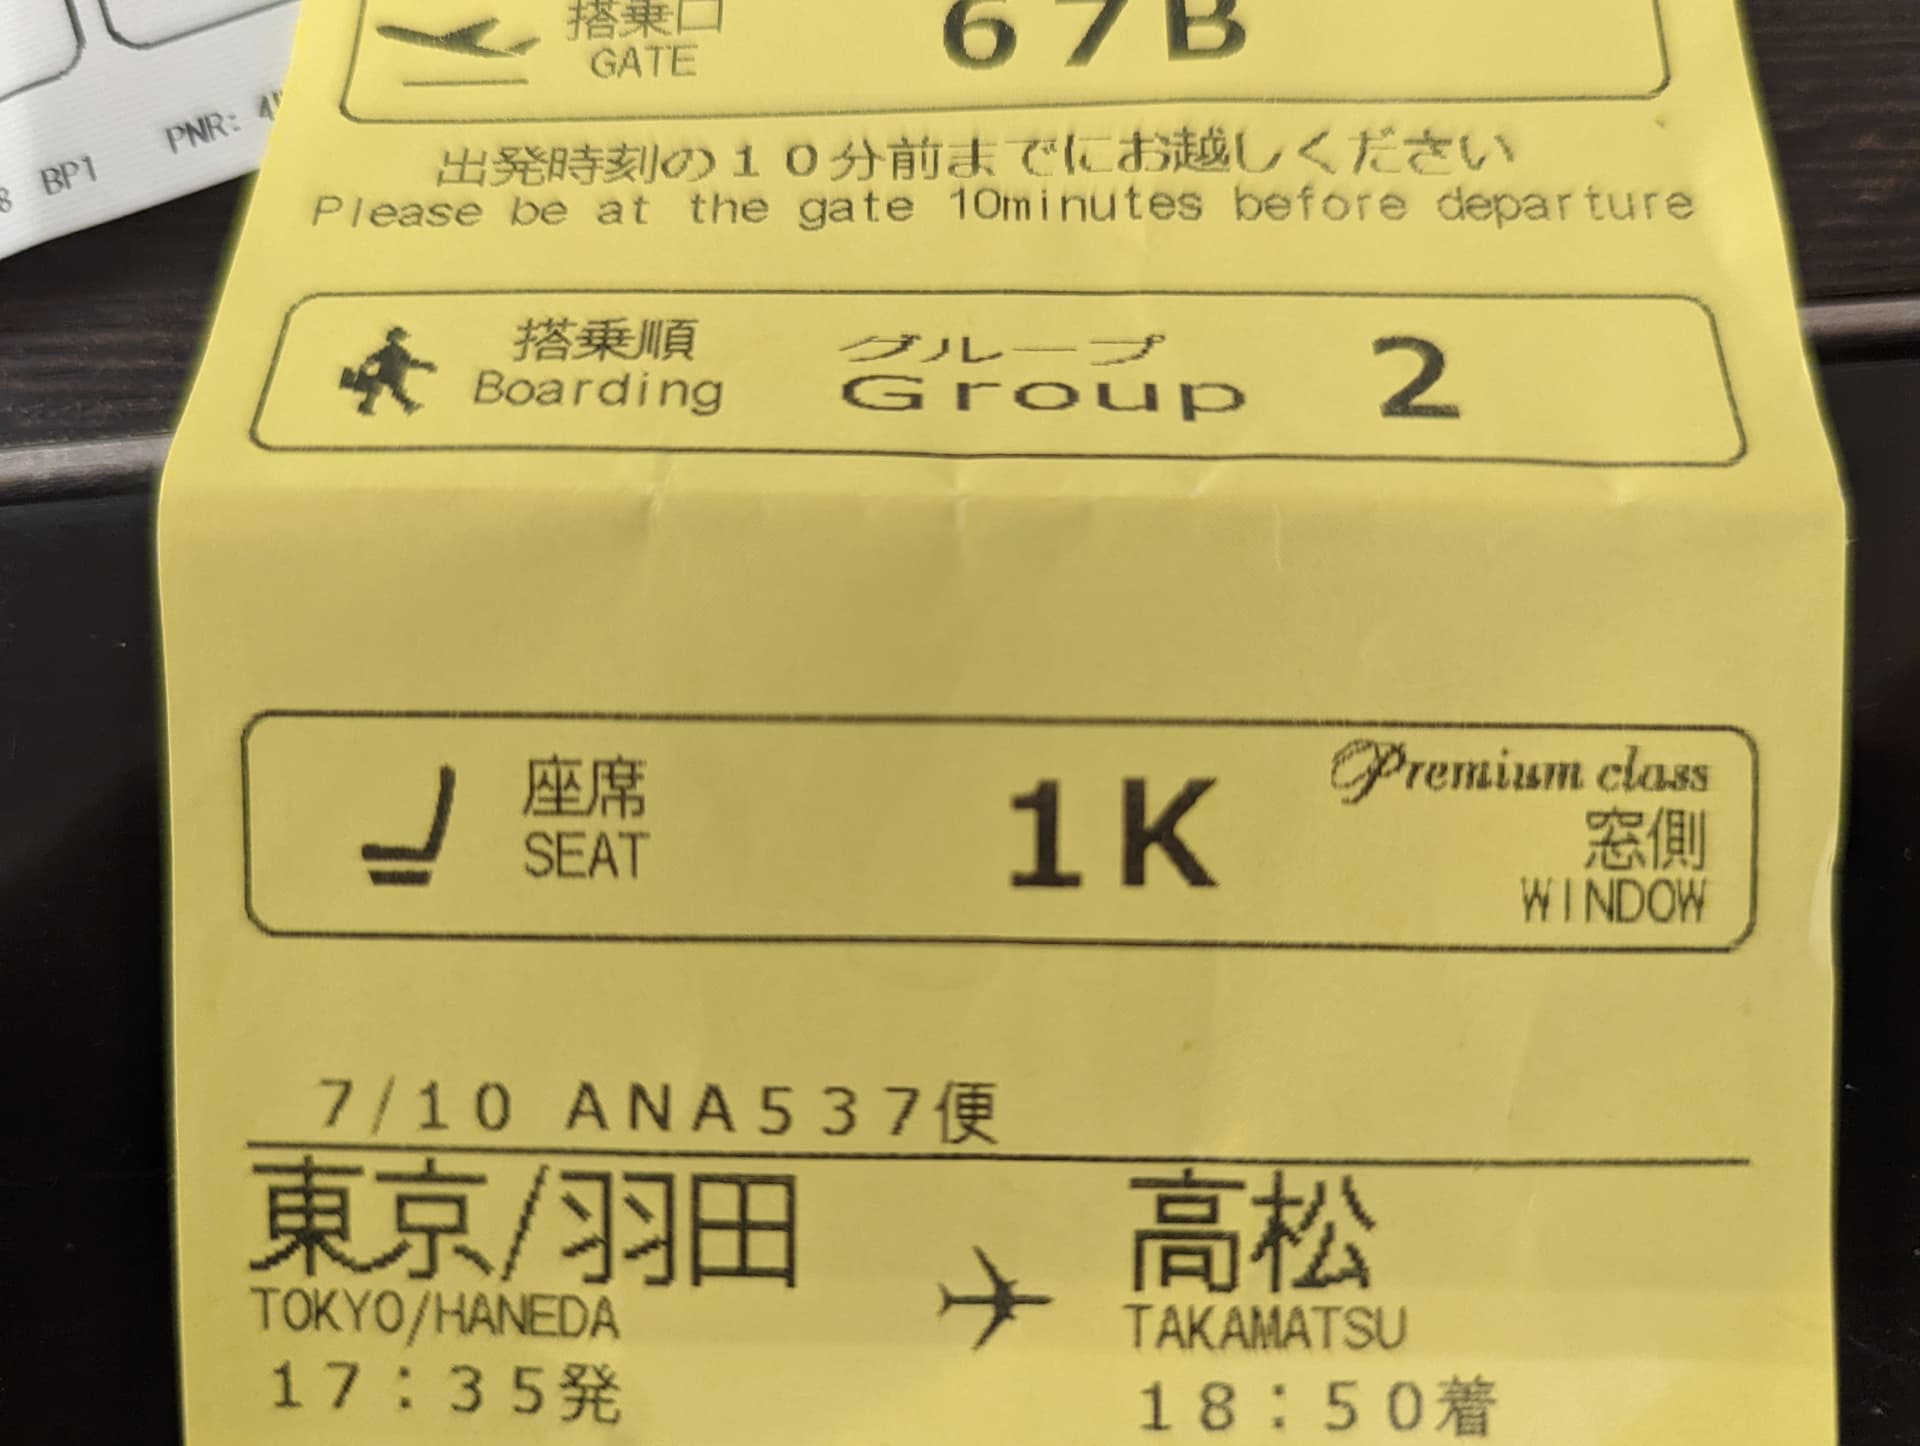 搭乗口
GATE
67B
PNR:
BP1
出発時刻の10分前までにお越しください
Please be at the gate 10minutes before departure
搭乗順
Boarding
グループ
Group
2
座席
SEAT
1K
Premium class
窓側
WINDOW
7/10 ANA537便
東京/羽田
TOKYO/HANEDA
17:35発
高松
TAKAMATSU
18:50着